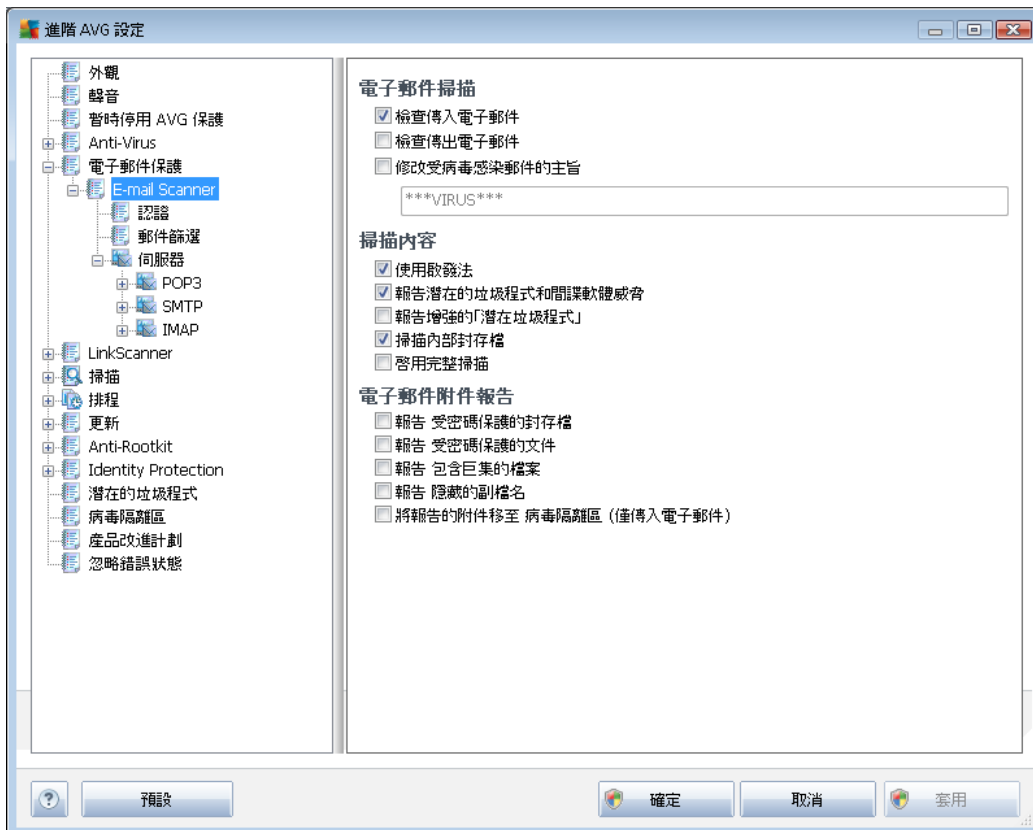 進階 AVG 設定
外觀
聲音
暫時停用 AVG 保護
Anti-Virus
電子郵件保護
E-mail Scanner
認證
郵件篩選
伺服器
POP3
SMTP
IMAP
LinkScanner
掃描
排程
更新
Anti-Rootkit
Identity Protection
潛在的垃圾程式
病毒隔離區
產品改進計劃
忽略錯誤狀態
電子郵件掃描
檢查傳入電子郵件
檢查傳出電子郵件
修改受病毒感染郵件的主旨
***VIRUS***
掃描內容
使用啟發法
報告潛在的垃圾程式和間諜軟體威脅
報告增強的「潛在垃圾程式」
掃描內部封存檔
啓用完整掃描
電子郵件附件報告
報告 受密碼保護的封存檔
報告 受密碼保護的文件
報告 包含巨集的檔案
報告 隱藏的副檔名
將報告的附件移至 病毒隔離區 (僅傳入電子郵件)
?
預設
確定
取消
套用